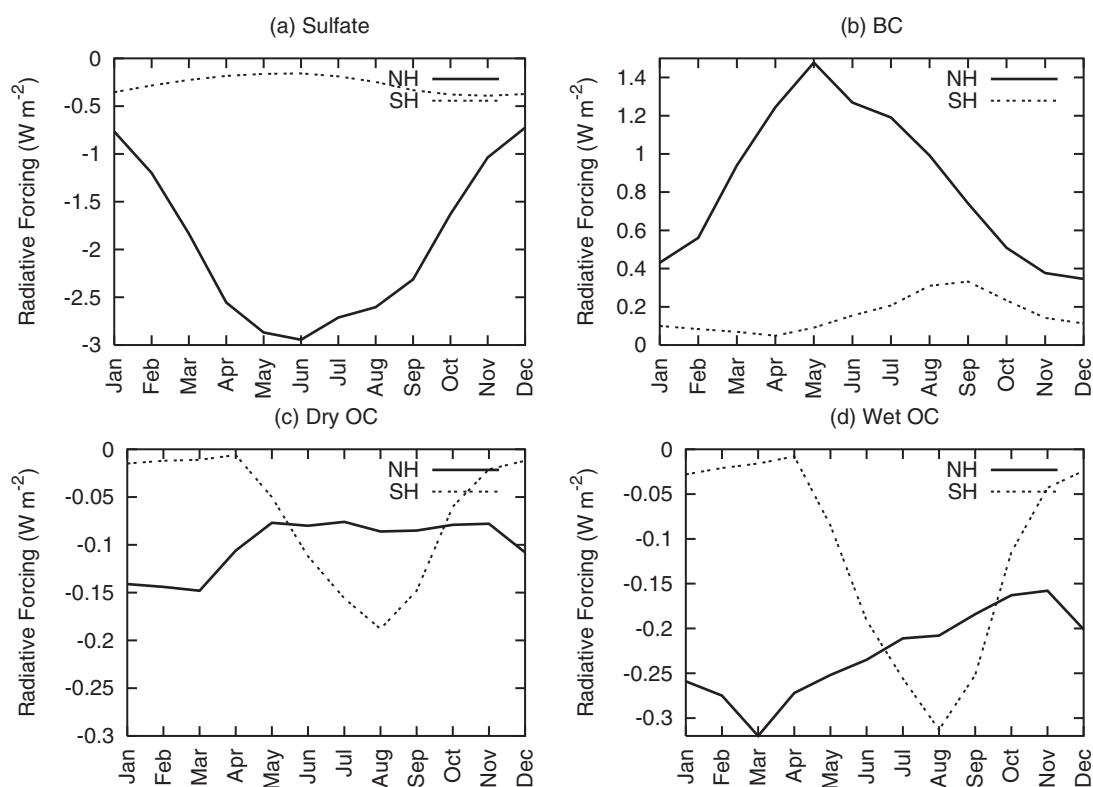 (a) Sulfate
Radiative Forcing (W m-2)
0
-0.5
-1
-1.5
-2
-2.5
-3
NH
SH
Jan
Feb
Mar
Apr
May
Jun
Jul
Aug
Sep
Oct
Nov
Dec
(b) BC
Radiative Forcing (W m-2)
1.4
1.2
1
0.8
0.6
0.4
0.2
0
NH
SH
Jan
Feb
Mar
Apr
May
Jun
Jul
Aug
Sep
Oct
Nov
Dec
(c) Dry OC
Radiative Forcing (W m-2)
0
-0.05
-0.1
-0.15
-0.2
-0.25
-0.3
NH
SH
Jan
Feb
Mar
Apr
May
Jun
Jul
Aug
Sep
Oct
Nov
Dec
(d) Wet OC
Radiative Forcing (W m-2)
0
-0.05
-0.1
-0.15
-0.2
-0.25
-0.3
NH
SH
Jan
Feb
Mar
Apr
May
Jun
Jul
Aug
Sep
Oct
Nov
Dec